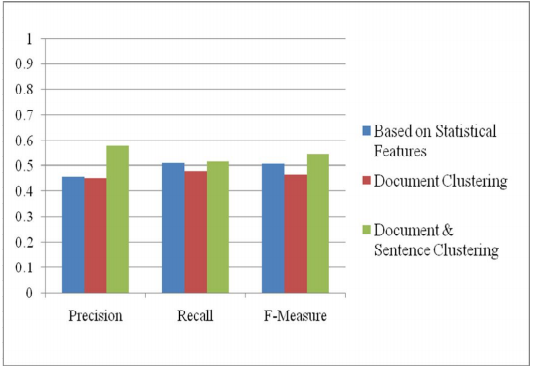 1
0.9
0.8
0.7
0.6
0.5
0.4
0.3
0.2
0.1
0
Precision Recall F-Measure
Based on Statistical
Features
Document Clustering
Document &
Sentence Clustering